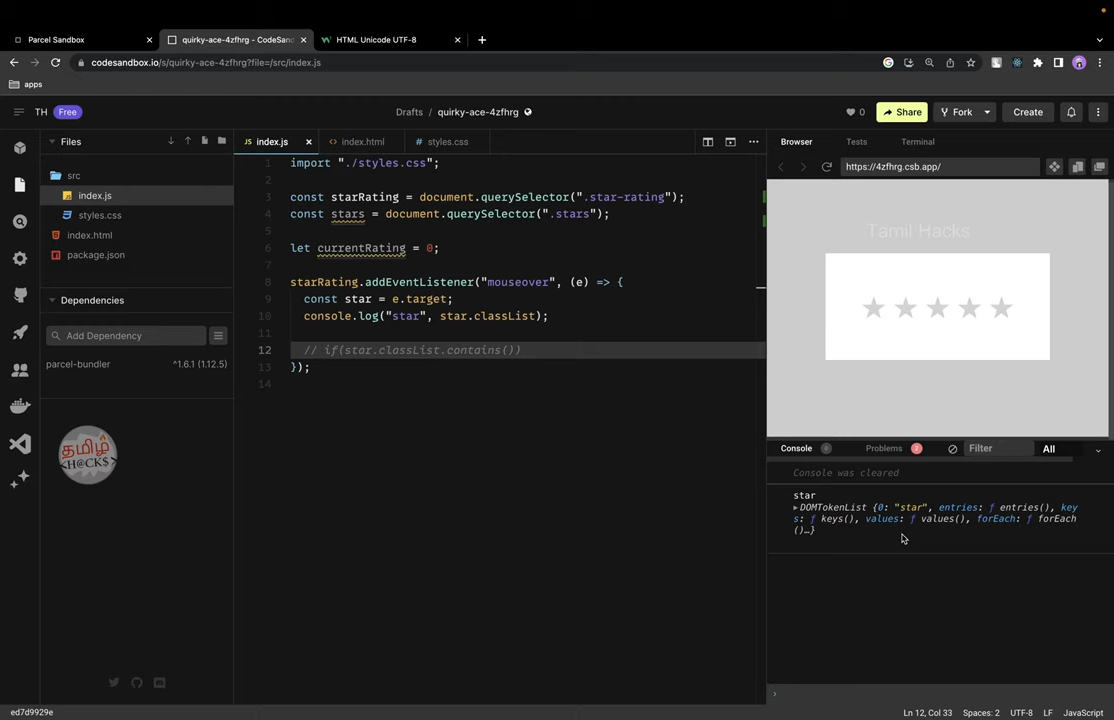 Parcel Sandbox
quirky-ace-4zfhrg - CodeSan
HTML Unicode UTF-8
codesandbox.io/s/quirky-ace-4zfhrg?file=/src/index.js
apps
TH Free
Drafts / quirky-ace-4zfhrg
0
Share
Fork
Create
Files
src
index.js
styles.css
index.html
package.json
Dependencies
Add Dependency
parcel-bundler ^1.6.1 (1.12.5)
தமிழ்
<H@CK$>
JS index.js
<> index.html
# styles.css
1 import "./styles.css";
2
3 const starRating = document.querySelector(".star-rating");
4 const stars = document.querySelector(".stars");
5
6 let currentRating = 0;
7
8 starRating.addEventListener("mouseover", (e) => {
9 const star = e.target;
10 console.log("star", star.classList);
11
12 // if(star.classList.contains())
13 });
14
Browser
Tests
Terminal
https://4zfhrg.csb.app/
Tamil Hacks
★ ★ ★ ★ ★
Console 0
Problems 2
Filter
All
Console was cleared
star
▶DOMTokenList {0: "star", entries: ƒ entries(), key
s: ƒ keys(), values: ƒ values(), forEach: ƒ forEach
()…}
ed7d9929e
Ln 12, Col 33 Spaces: 2 UTF-8 LF JavaScript